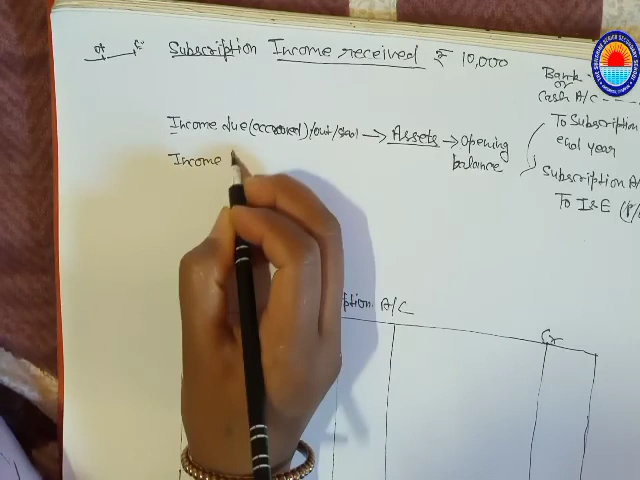 Subscription Income received ₹ 10,000
Bank
or
Cash A/C
To Subscription
end year
Subscription A
To I&E
Income due (accrued)/out/ → Assets → Opening
balance
Income
ption A/C
Cr